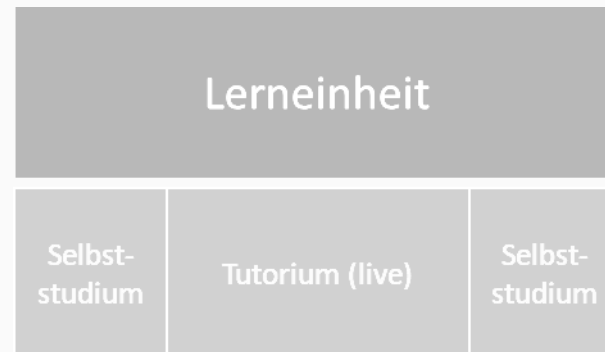 Lerneinheit
Selbst-
studium
Tutorium (live)
Selbst-
studium